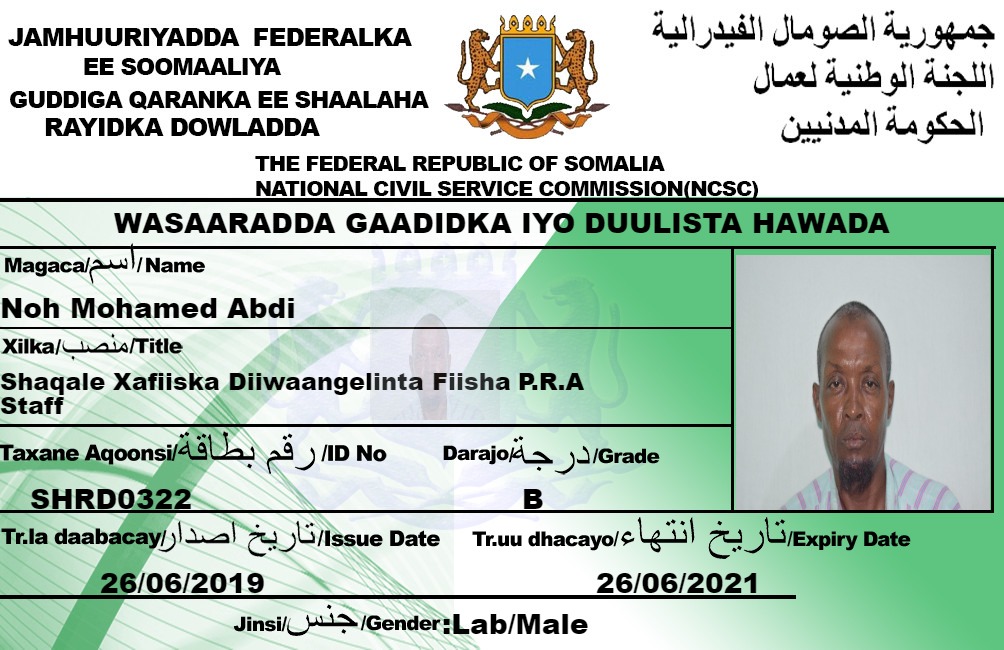 JAMHUURIYADDA FEDERALKA
EE SOOMAALIYA
GUDDIGA QARANKA EE SHAALAHA
RAYIDKA DOWLADDA
جمهورية الصومال الفيدرالية
اللجنة الوطنية لعمال
الحكومة المدنيين
THE FEDERAL REPUBLIC OF SOMALIA
NATIONAL CIVIL SERVICE COMMISSION(NCSC)
WASAARADDA GAADIDKA IYO DUULISTA HAWADA
Magaca/اسم/Name
Noh Mohamed Abdi
Xilka/منصب/Title
Shaqale Xafiiska Diiwaangelinta Fiisha P.R.A
Staff
Taxane Aqoonsi/رقم بطاقة/ID No Darajo/درجة/Grade
SHRD0322 B
Tr.la daabacay/تاريخ اصدار/Issue Date Tr.uu dhacayo/تاريخ انتهاء/Expiry Date
26/06/2019 26/06/2021
Jinsi/جنس/Gender:Lab/Male